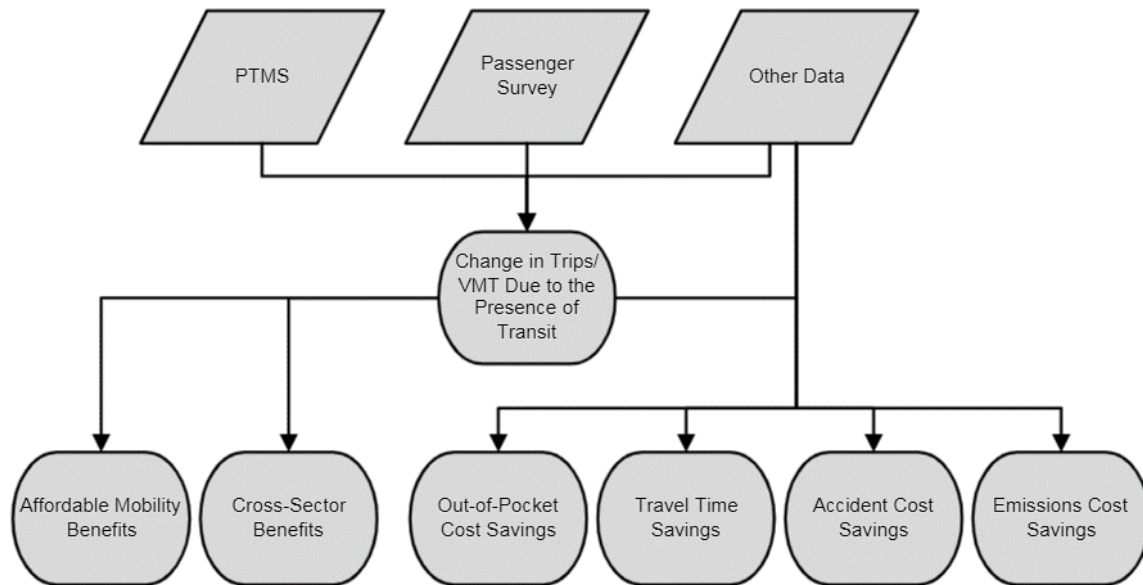 PTMS
Passenger
Survey
Other Data
Change in Trips/
VMT Due to the
Presence of
Transit
Affordable Mobility
Benefits
Cross-Sector
Benefits
Out-of-Pocket
Cost Savings
Travel Time
Savings
Accident Cost
Savings
Emissions Cost
Savings